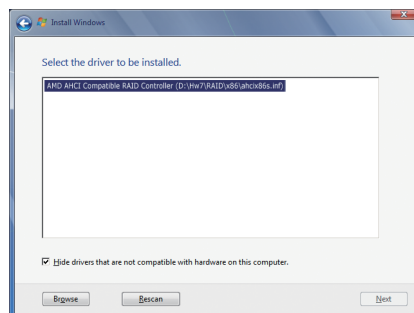 Install Windows
Select the driver to be installed.
AMD AHCI Compatible RAID Controller (D:\Hw7\RAID\x86\ahcix86s.inf)
Hide drivers that are not compatible with hardware on this computer.
Browse Rescan Next